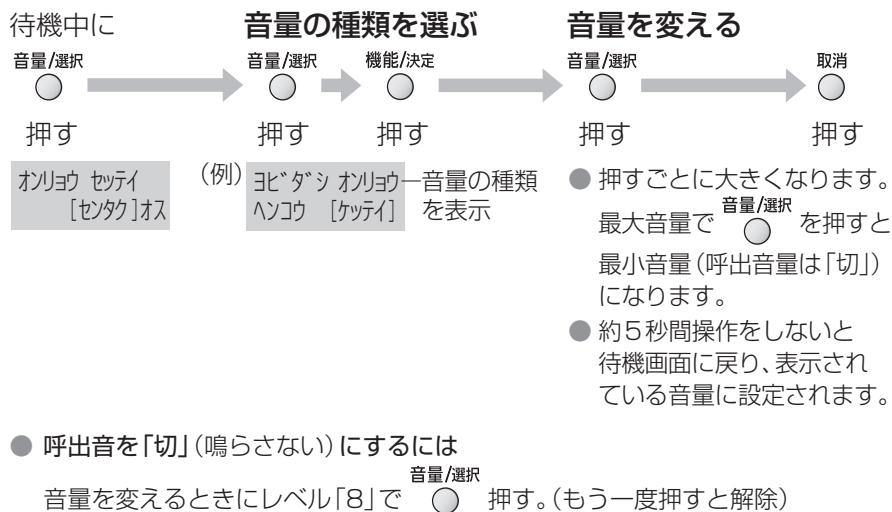 待機中に
音量の種類を選ぶ
音量を変える
音量/選択
音量/選択
機能/決定
音量/選択
取消
押す
押す
押す
押す
押す
オンリョウ セッテイ
[センタク]オス
(例)
ヨビダシ オンリョウ
ヘンコウ [ケッテイ]
音量の種類
を表示
● 押すごとに大きくなります。
最大音量で 音量/選択 を押すと
最小音量(呼出音量は「切」)
になります。
● 約5秒間操作をしないと
待機画面に戻り、表示され
ている音量に設定されます。
● 呼出音を「切」(鳴らさない)にするには
音量を変えるときにレベル「8」で 音量/選択 押す。(もう一度押すと解除)